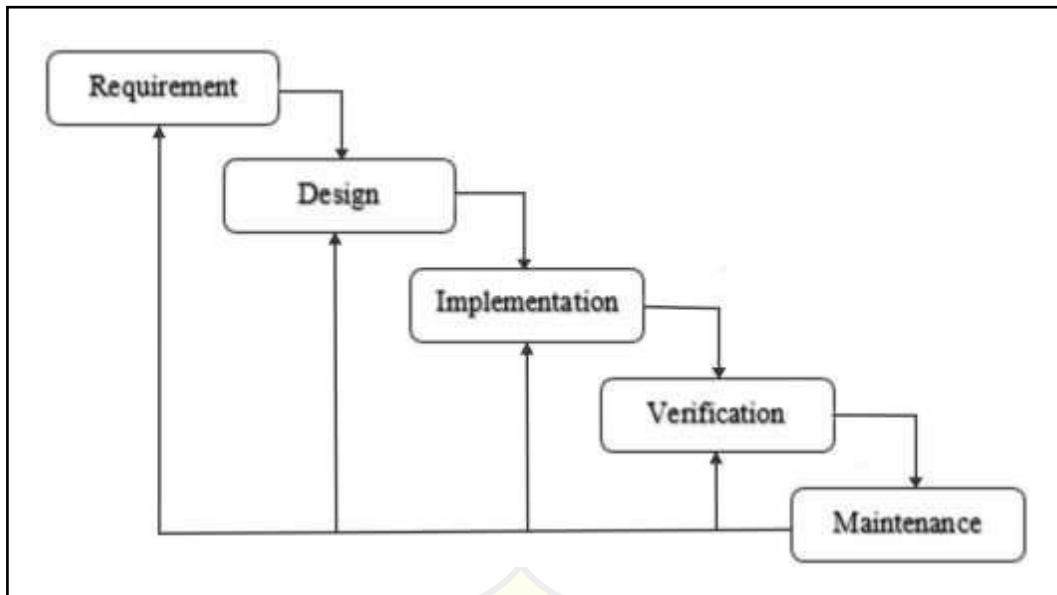 Requirement
Design
Implementation
Verification
Maintenance